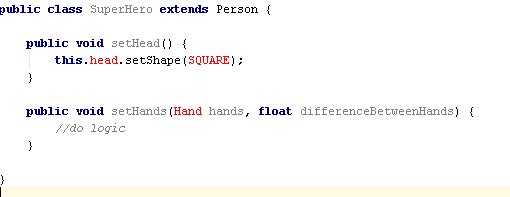 public class SuperHero extends Person {
public void setHead() {
this.head.setShape(SQUARE);
}
public void setHands(Hand hands, float differenceBetweenHands) {
//do logic
}
}